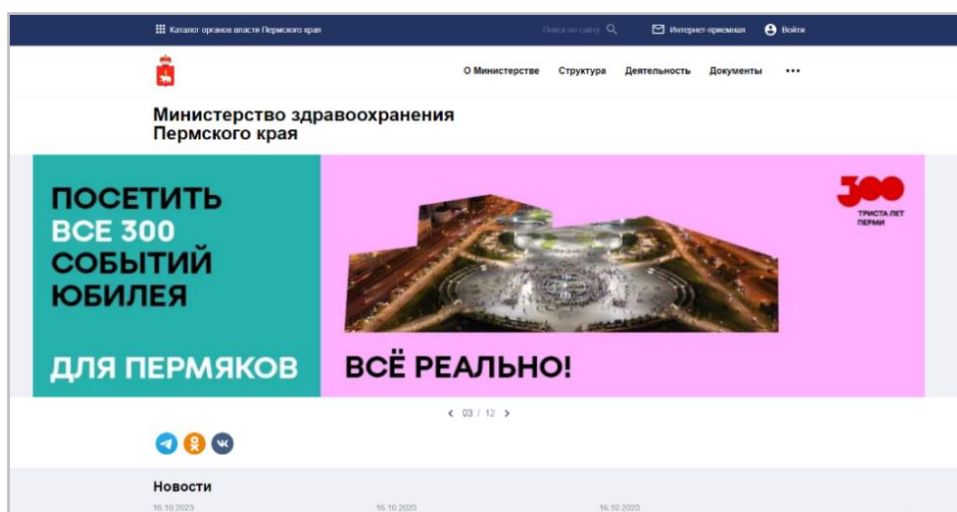 Каталог органов власти Пермского края
Поиск по сайту
Интернет-приемная
Войти
О Министерстве Структура Деятельность Документы •••
Министерство здравоохранения
Пермского края
ПОСЕТИТЬ
ВСЕ 300
СОБЫТИЙ
ЮБИЛЕЯ
ДЛЯ ПЕРМЯКОВ
ВСЁ РЕАЛЬНО!
300
ТРИСТА ЛЕТ
ПЕРМИ
03 / 12
Новости
16.10.2023 16.10.2023 16.10.2023